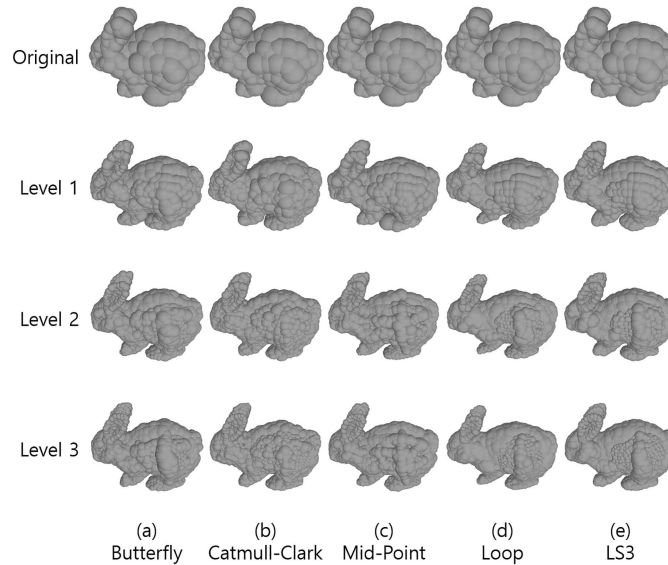 Original
Level 1
Level 2
Level 3
(a) (b) (c) (d) (e)
Butterfly Catmull-Clark Mid-Point Loop LS3